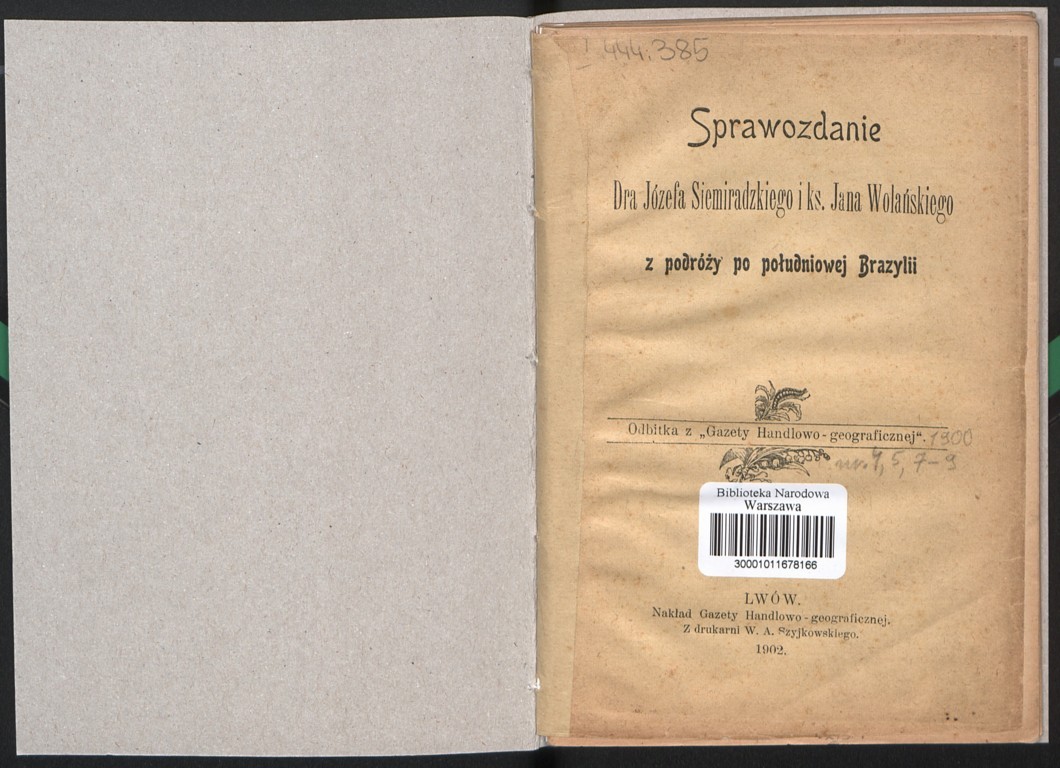 I 444.385
Sprawozdanie
Dra Józefa Siemiradzkiego i ks. Jana Wolańskiego
z podróży po południowej Brazylii
Odbitka z „Gazety Handlowo-geograficznej“. 1900
nr. 4, 5, 7-9
Biblioteka Narodowa
Warszawa
30001011678166
LWÓW.
Nakład Gazety Handlowo-geograficznej.
Z drukarni W. A. Szyjkowskiego.
1902.